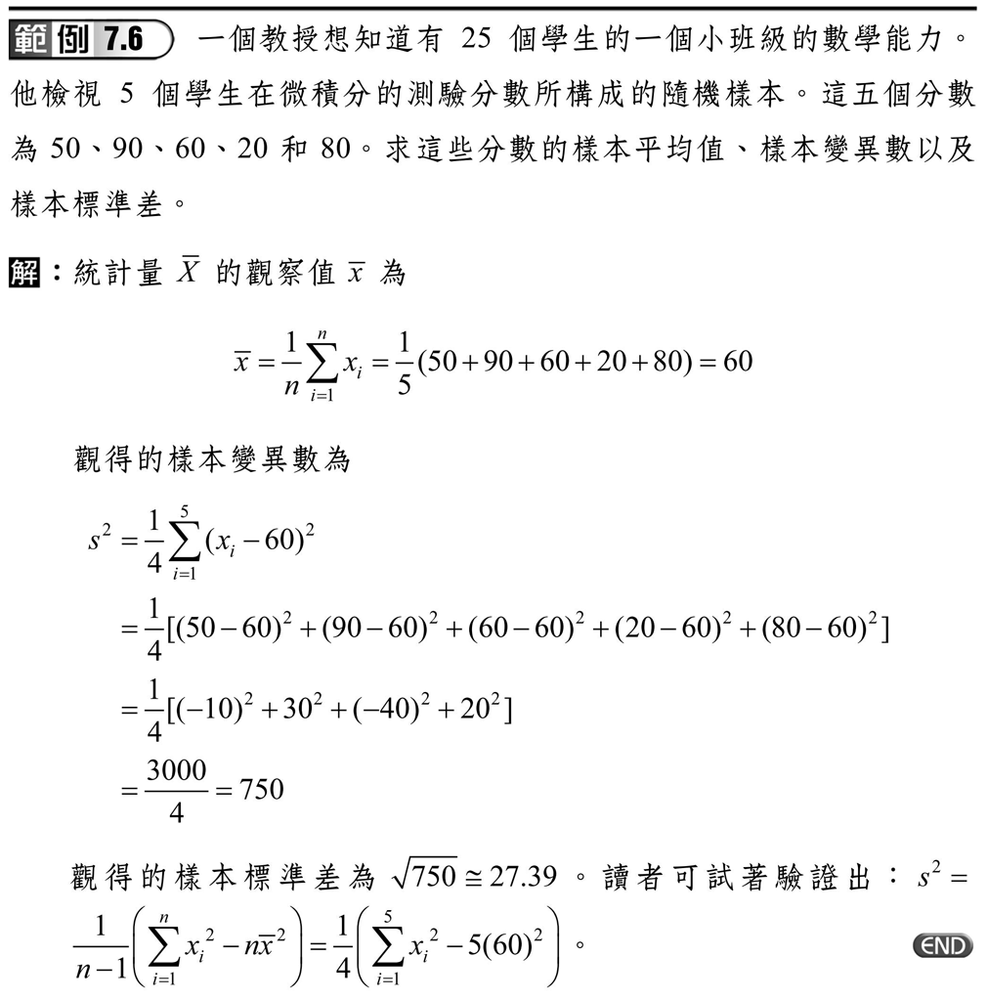 範例 7.6 一個教授想知道有 25 個學生的一個小班級的數學能力。
他檢視 5 個學生在微積分的測驗分數所構成的隨機樣本。這五個分數
為 50、90、60、20 和 80。求這些分數的樣本平均值、樣本變異數以及
樣本標準差。
解：統計量 X̅ 的觀察值 x̅ 為
x̅ = \frac{1}{n} \sum_{i=1}^{n} x_i = \frac{1}{5}(50+90+60+20+80) = 60
觀得的樣本變異數為
s^2 = \frac{1}{4} \sum_{i=1}^{5} (x_i − 60)^2
= \frac{1}{4}[(50−60)^2 + (90−60)^2 + (60−60)^2 + (20−60)^2 + (80−60)^2]
= \frac{1}{4}[(−10)^2 + 30^2 + (−40)^2 + 20^2]
= \frac{3000}{4} = 750
觀得的樣本標準差為 \sqrt{750} ≅ 27.39 。讀者可試著驗證出：s^2 =
\frac{1}{n−1}\left(\sum_{i=1}^{n} x_i^2 − nx̅^2\right) = \frac{1}{4}\left(\sum_{i=1}^{5} x_i^2 − 5(60)^2\right) 。 END